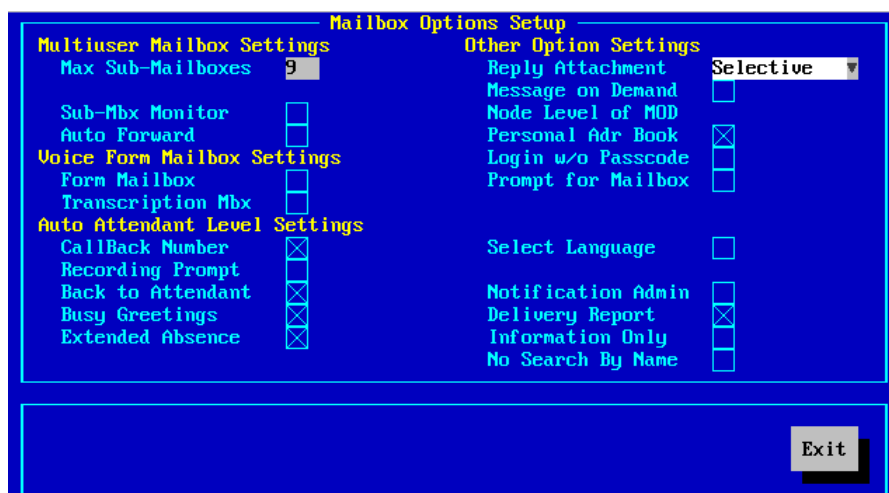 Mailbox Options Setup
Multiuser Mailbox Settings
Max Sub-Mailboxes 9
Sub-Mbx Monitor
Auto Forward
Voice Form Mailbox Settings
Form Mailbox
Transcription Mbx
Auto Attendant Level Settings
CallBack Number
Recording Prompt
Back to Attendant
Busy Greetings
Extended Absence
Other Option Settings
Reply Attachment Selective
Message on Demand
Node Level of MOD
Personal Adr Book
Login w/o Passcode
Prompt for Mailbox
Select Language
Notification Admin
Delivery Report
Information Only
No Search By Name
Exit